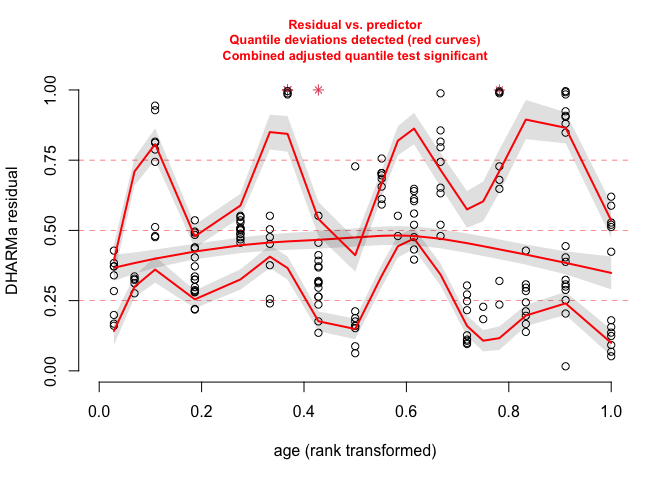 Residual vs. predictor
Quantile deviations detected (red curves)
Combined adjusted quantile test significant
1.00
0.75
0.50
0.25
0.00
DHARMa residual
0.0 0.2 0.4 0.6 0.8 1.0
age (rank transformed)